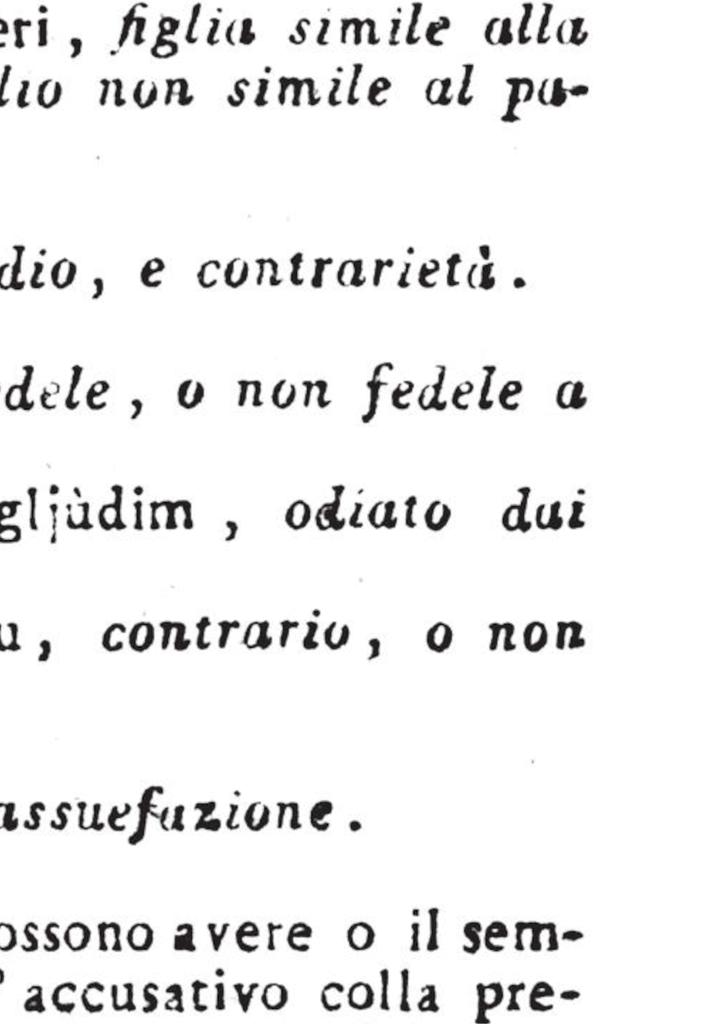 eri, figlia simile alla
lio non simile al pa-
dio, e contrarietà.
dele, o non fedele a
gljùdim, odiato dai
u, contrario, o non
assuefazione.
ossono avere o il sem-
' accusativo colla pre-